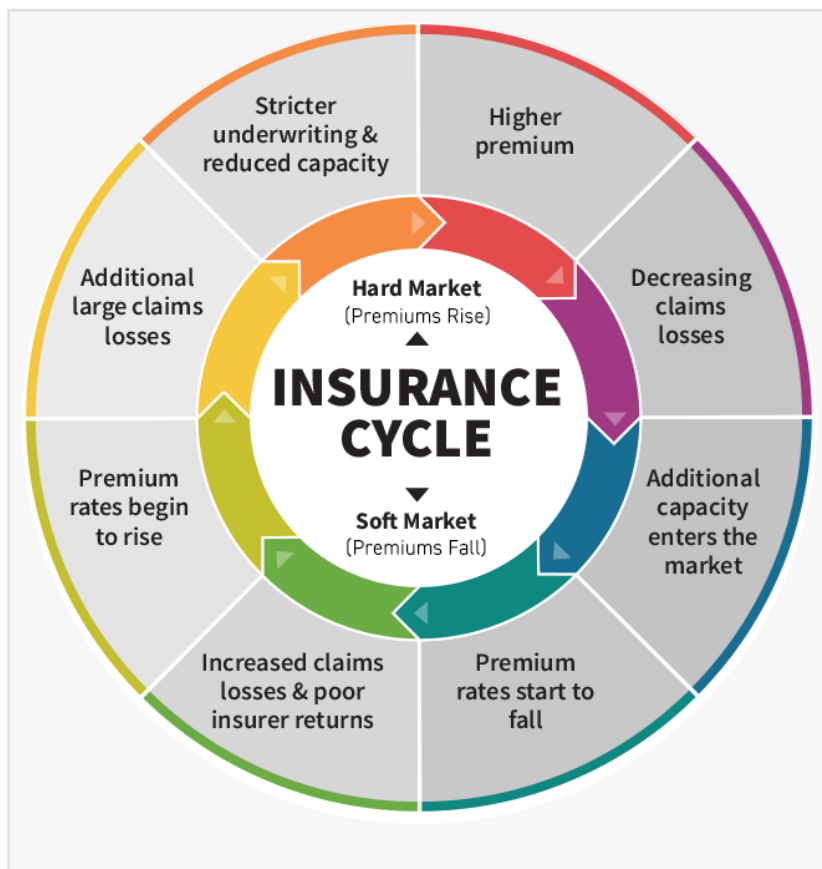 Stricter
underwriting &
reduced capacity
Higher
premium
Decreasing
claims
losses
Additional
capacity
enters the
market
Premium
rates start to
fall
Increased claims
losses & poor
insurer returns
Premium
rates begin
to rise
Additional
large claims
losses
Hard Market
(Premiums Rise)
INSURANCE
CYCLE
Soft Market
(Premiums Fall)